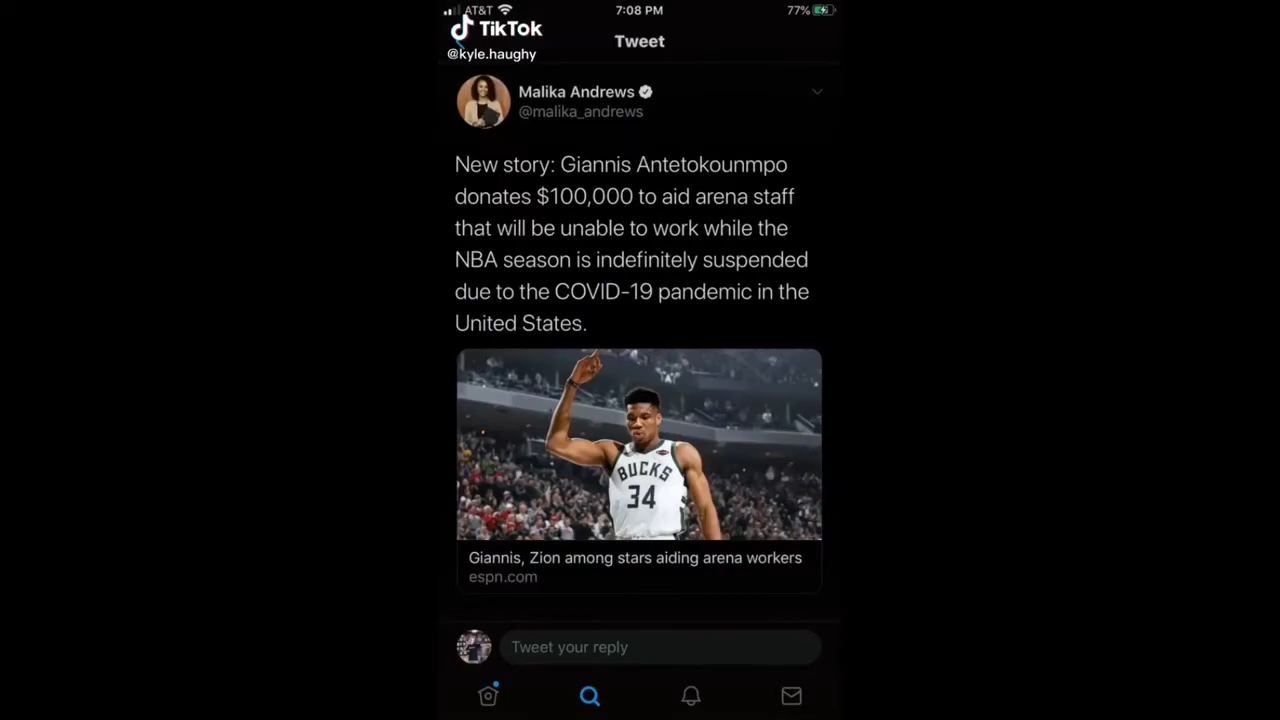 AT&T 7:08 PM 77%
TikTok
Tweet
@kyle.haughy
Malika Andrews
@malika_andrews
New story: Giannis Antetokounmpo
donates $100,000 to aid arena staff
that will be unable to work while the
NBA season is indefinitely suspended
due to the COVID-19 pandemic in the
United States.
BUCKS
34
Giannis, Zion among stars aiding arena workers
espn.com
Tweet your reply